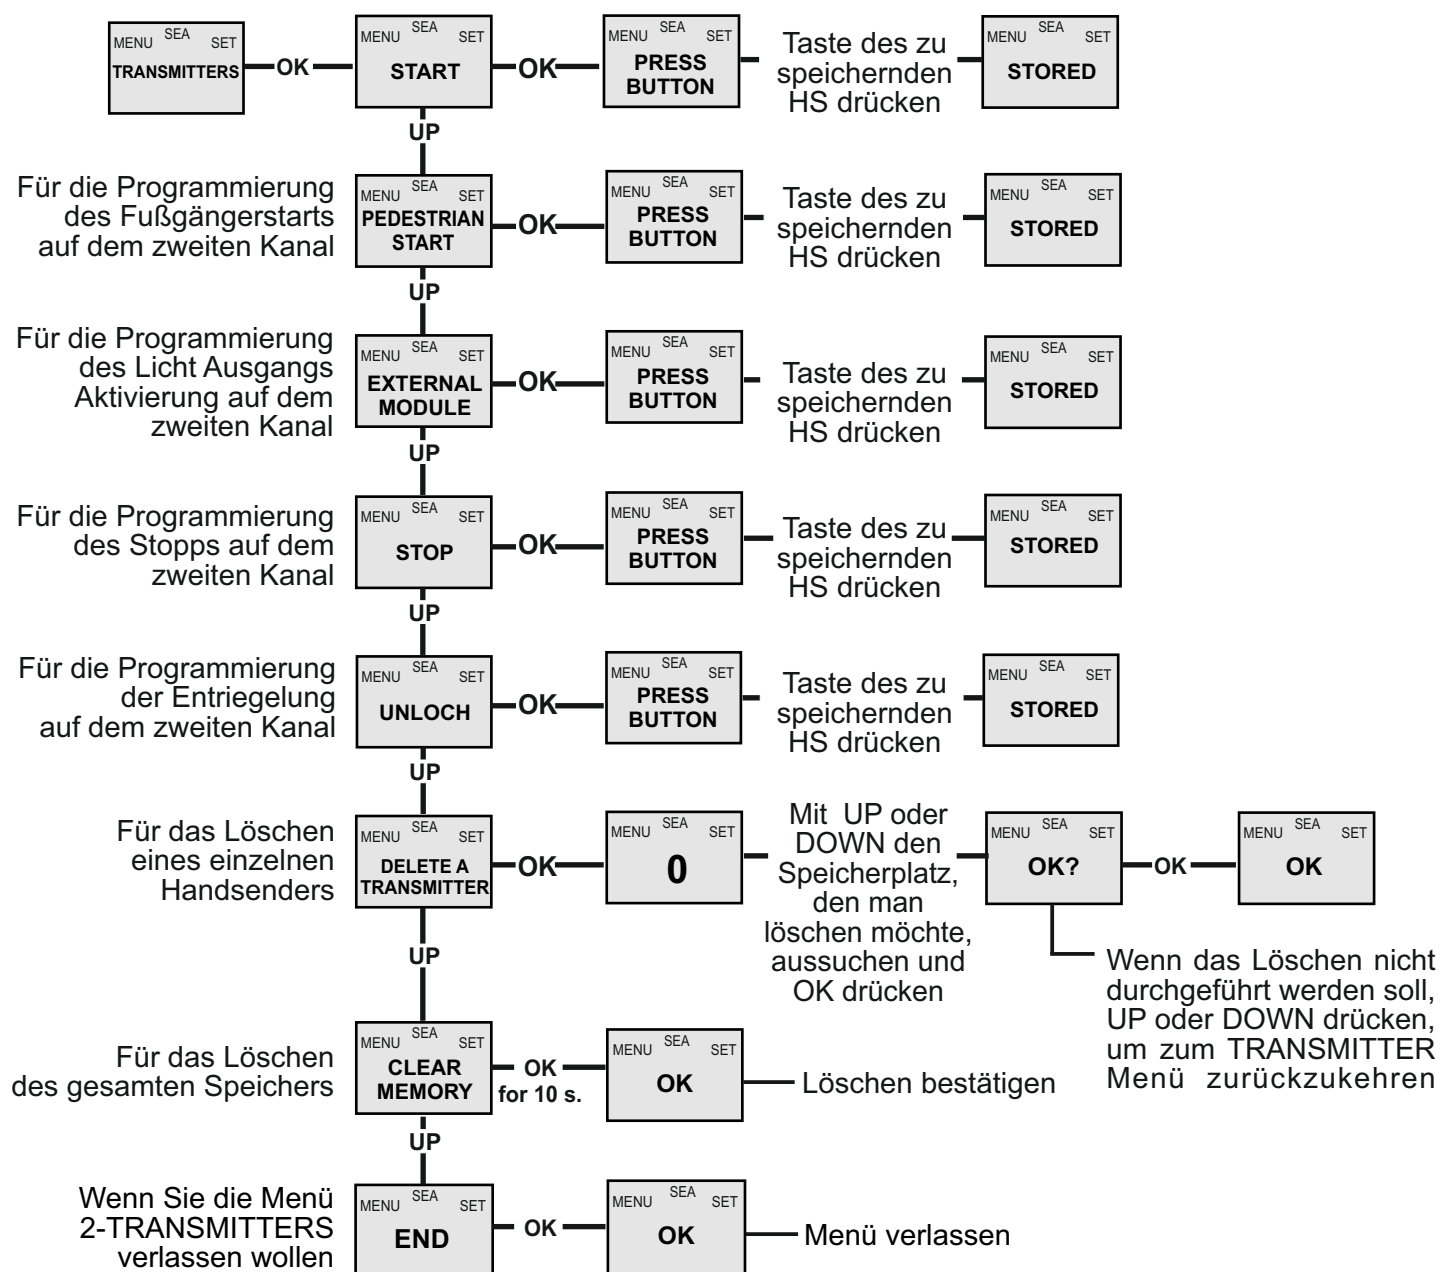 MENU SEA SET
TRANSMITTERS
OK
MENU SEA SET
START
OK
MENU SEA SET
PRESS
BUTTON
Taste des zu
speichernden
HS drücken
MENU SEA SET
STORED
UP
Für die Programmierung
des Fußgängerstarts
auf dem zweiten Kanal
MENU SEA SET
PEDESTRIAN
START
OK
MENU SEA SET
PRESS
BUTTON
Taste des zu
speichernden
HS drücken
MENU SEA SET
STORED
UP
Für die Programmierung
des Licht Ausgangs
Aktivierung auf dem
zweiten Kanal
MENU SEA SET
EXTERNAL
MODULE
OK
MENU SEA SET
PRESS
BUTTON
Taste des zu
speichernden
HS drücken
MENU SEA SET
STORED
UP
Für die Programmierung
des Stopps auf dem
zweiten Kanal
MENU SEA SET
STOP
OK
MENU SEA SET
PRESS
BUTTON
Taste des zu
speichernden
HS drücken
MENU SEA SET
STORED
UP
Für die Programmierung
der Entriegelung
auf dem zweiten Kanal
MENU SEA SET
UNLOCH
OK
MENU SEA SET
PRESS
BUTTON
Taste des zu
speichernden
HS drücken
MENU SEA SET
STORED
UP
Für das Löschen
eines einzelnen
Handsenders
MENU SEA SET
DELETE A
TRANSMITTER
OK
MENU SEA SET
0
Mit UP oder
DOWN den
Speicherplatz,
den man
löschen möchte,
aussuchen und
OK drücken
MENU SEA SET
OK?
OK
MENU SEA SET
OK
Wenn das Löschen nicht
durchgeführt werden soll,
UP oder DOWN drücken,
um zum TRANSMITTER
Menü zurückzukehren
UP
Für das Löschen
des gesamten Speichers
MENU SEA SET
CLEAR
MEMORY
OK
for 10 s.
MENU SEA SET
OK
Löschen bestätigen
UP
Wenn Sie die Menü
2-TRANSMITTERS
verlassen wollen
MENU SEA SET
END
OK
MENU SEA SET
OK
Menü verlassen